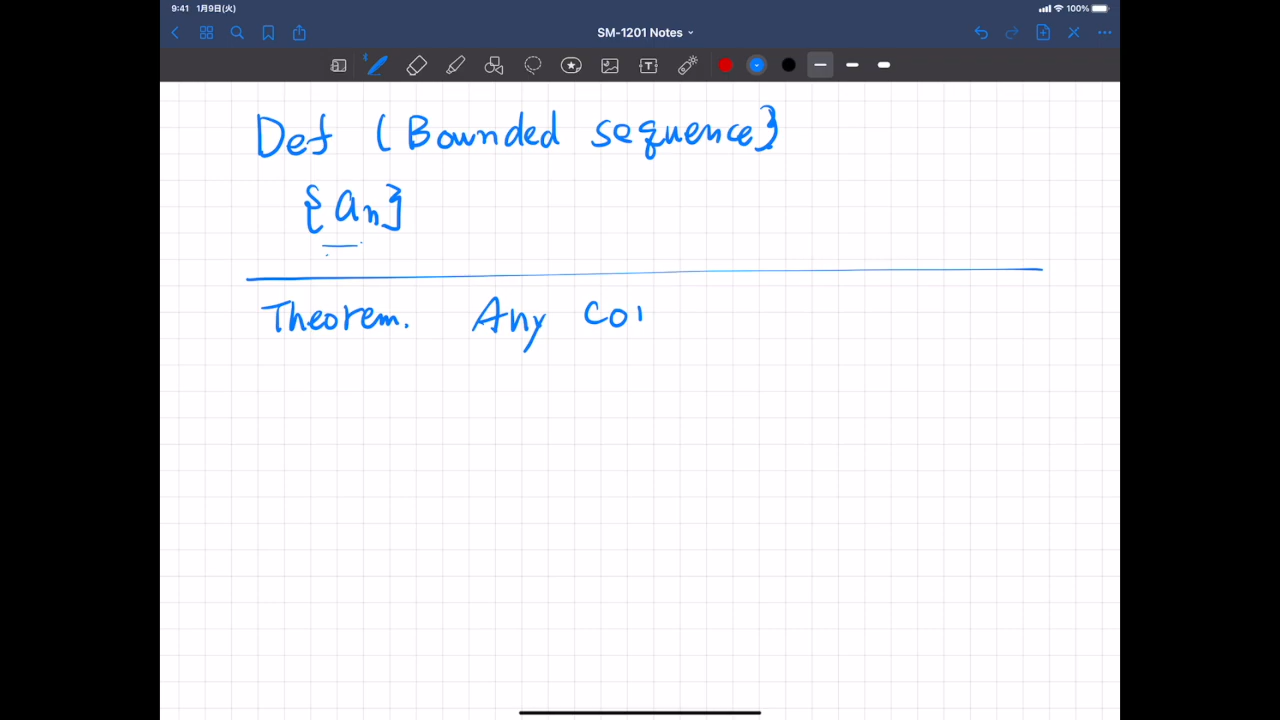 9:41 1月9日(火) 100%
SM-1201 Notes
Def (Bounded sequence}
{an}
Theorem. Any Co